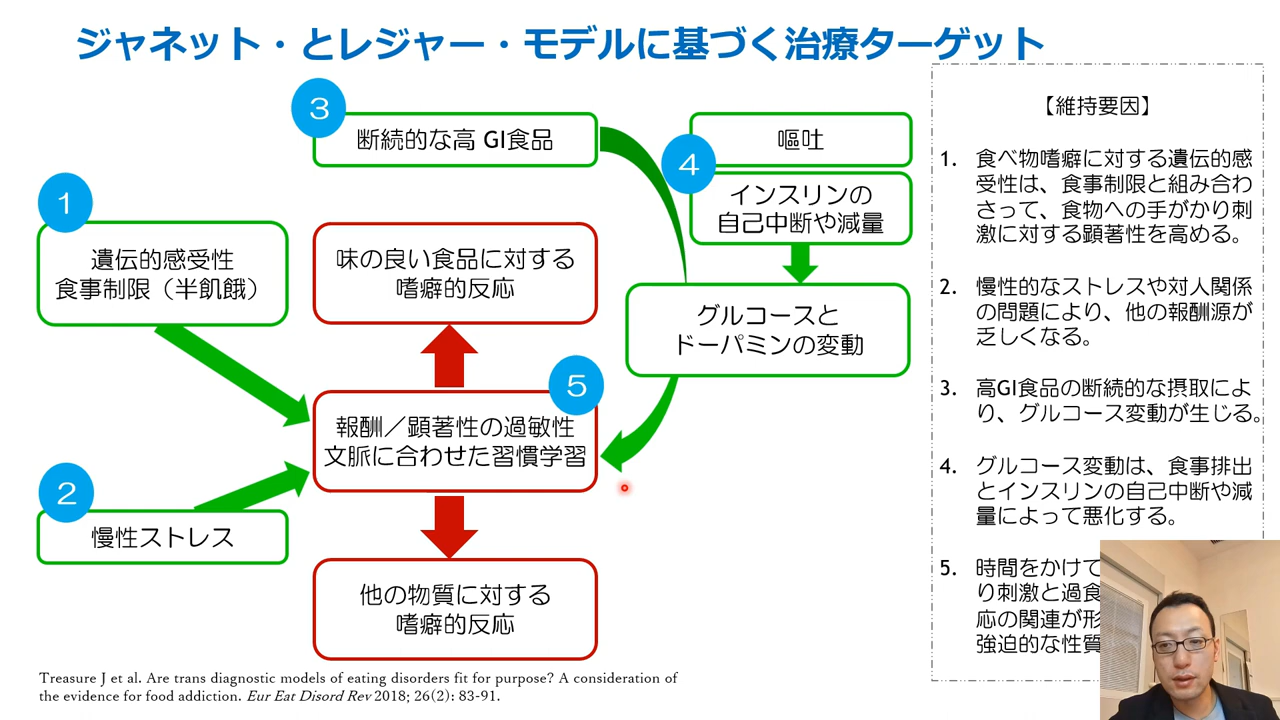 ジャネット・とレジャー・モデルに基づく治療ターゲット
3
断続的な高 GI食品
嘔吐
4
インスリンの
自己中断や減量
1
遺伝的感受性
食事制限（半飢餓）
味の良い食品に対する
嗜癖的反応
グルコースと
ドーパミンの変動
5
報酬／顕著性の過敏性
文脈に合わせた習慣学習
2
慢性ストレス
他の物質に対する
嗜癖的反応
【維持要因】
1. 食べ物嗜癖に対する遺伝的感
受性は、食事制限と組み合わ
さって、食物への手がかり刺
激に対する顕著性を高める。
2. 慢性的なストレスや対人関係
の問題により、他の報酬源が
乏しくなる。
3. 高GI食品の断続的な摂取によ
り、グルコース変動が生じる。
4. グルコース変動は、食事排出
とインスリンの自己中断や減
量によって悪化する。
5. 時間をかけて
り刺激と過食
応の関連が形
強迫的な性質
Treasure J et al. Are trans diagnostic models of eating disorders fit for purpose? A consideration of
the evidence for food addiction. Eur Eat Disord Rev 2018; 26(2): 83-91.